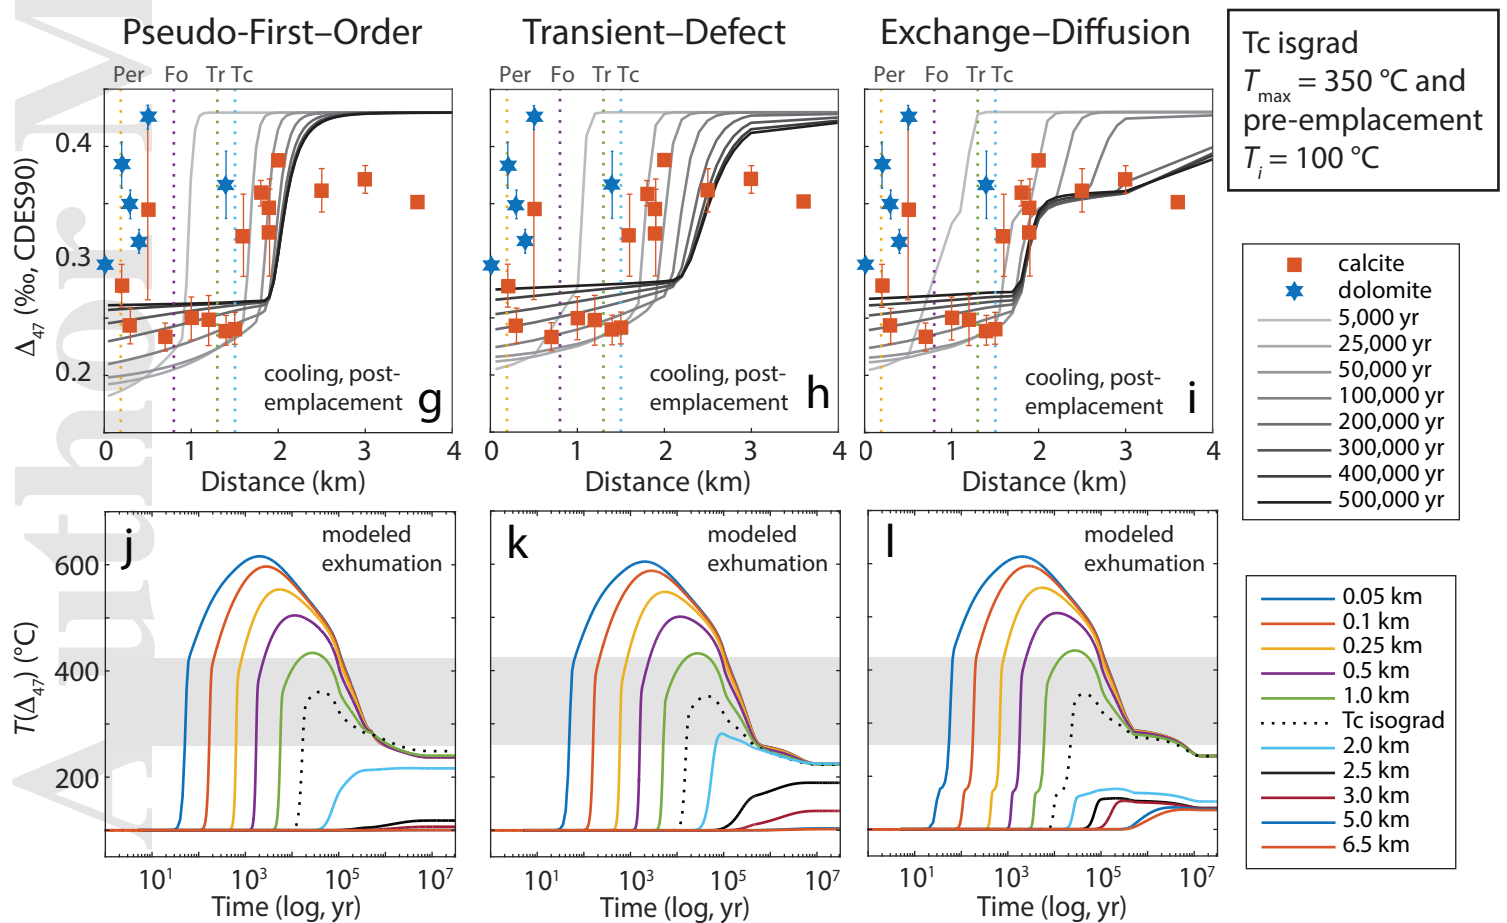 Pseudo-First–Order
Transient–Defect
Exchange–Diffusion
Tc isgrad
Tmax = 350 °C and
pre-emplacement
Ti = 100 °C
Per Fo Tr Tc
Per Fo Tr Tc
Per Fo Tr Tc
Δ47 (‰, CDES90)
0.4
0.3
0.2
cooling, post-
emplacement
g
cooling, post-
emplacement
h
cooling, post-
emplacement
i
0 1 2 3 4
0 1 2 3 4
0 1 2 3 4
Distance (km)
Distance (km)
Distance (km)
calcite
dolomite
5,000 yr
25,000 yr
50,000 yr
100,000 yr
200,000 yr
300,000 yr
400,000 yr
500,000 yr
T(Δ47) (°C)
600
400
200
j
modeled
exhumation
k
modeled
exhumation
l
modeled
exhumation
10¹ 10³ 10⁵ 10⁷
10¹ 10³ 10⁵ 10⁷
10¹ 10³ 10⁵ 10⁷
Time (log, yr)
Time (log, yr)
Time (log, yr)
0.05 km
0.1 km
0.25 km
0.5 km
1.0 km
Tc isograd
2.0 km
2.5 km
3.0 km
5.0 km
6.5 km
Author M